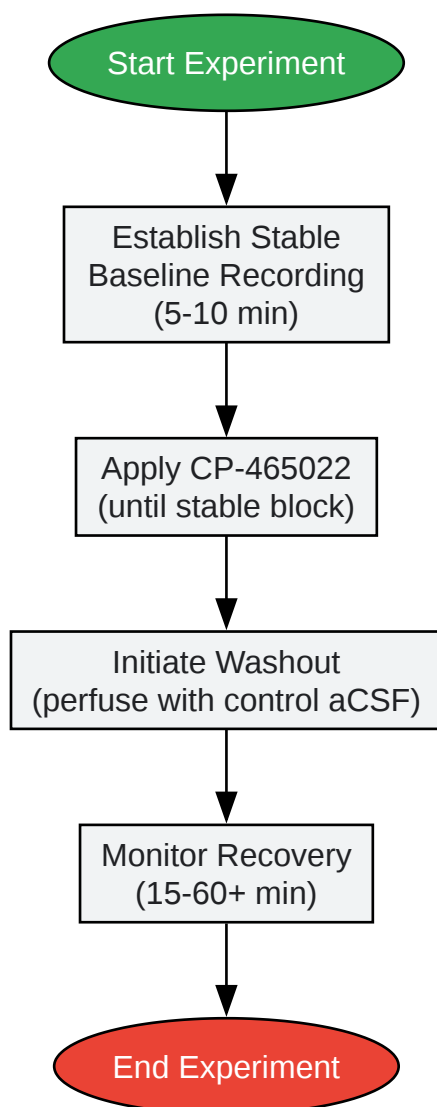 Start Experiment
Establish Stable
Baseline Recording
(5-10 min)
Apply CP-465022
(until stable block)
Initiate Washout
(perfuse with control aCSF)
Monitor Recovery
(15-60+ min)
End Experiment